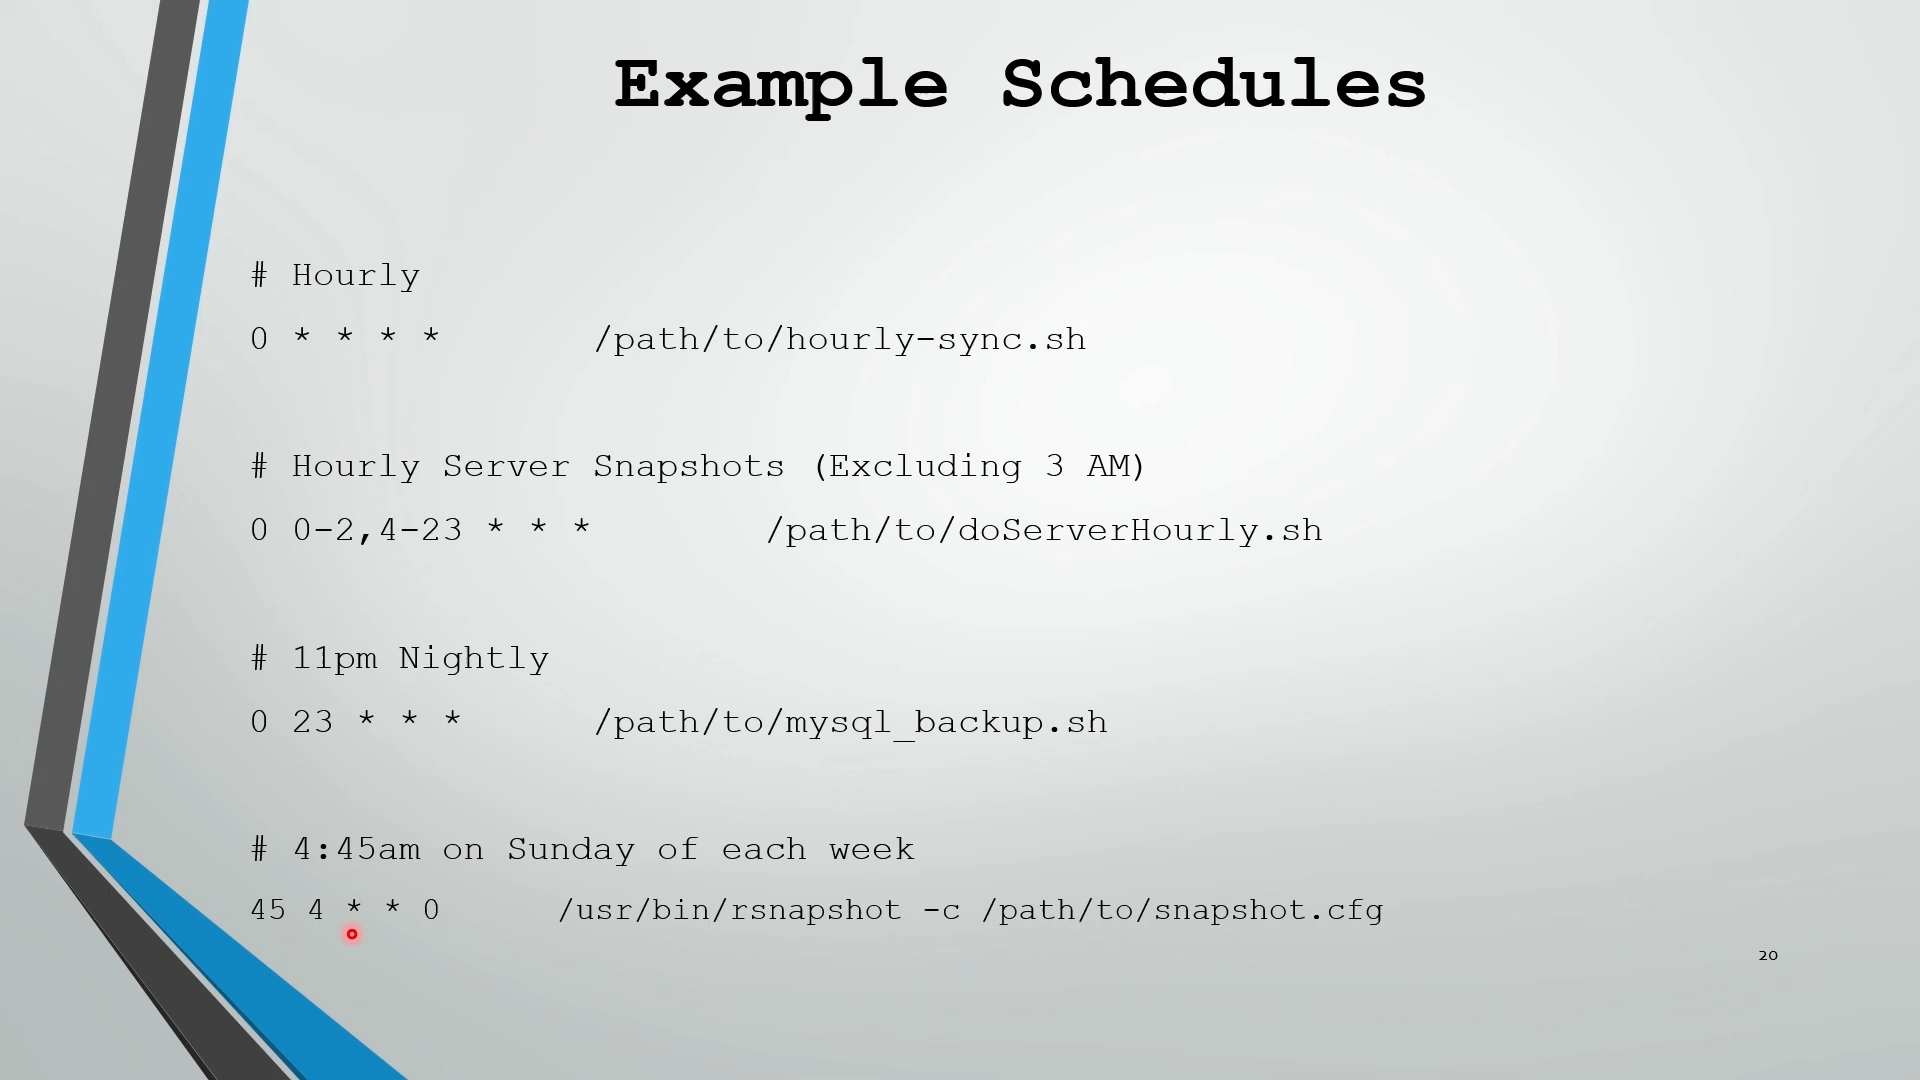 Example Schedules
# Hourly
0 * * * * /path/to/hourly-sync.sh
# Hourly Server Snapshots (Excluding 3 AM)
0 0-2,4-23 * * * /path/to/doServerHourly.sh
# 11pm Nightly
0 23 * * * /path/to/mysql_backup.sh
# 4:45am on Sunday of each week
45 4 * * 0 /usr/bin/rsnapshot -c /path/to/snapshot.cfg
20